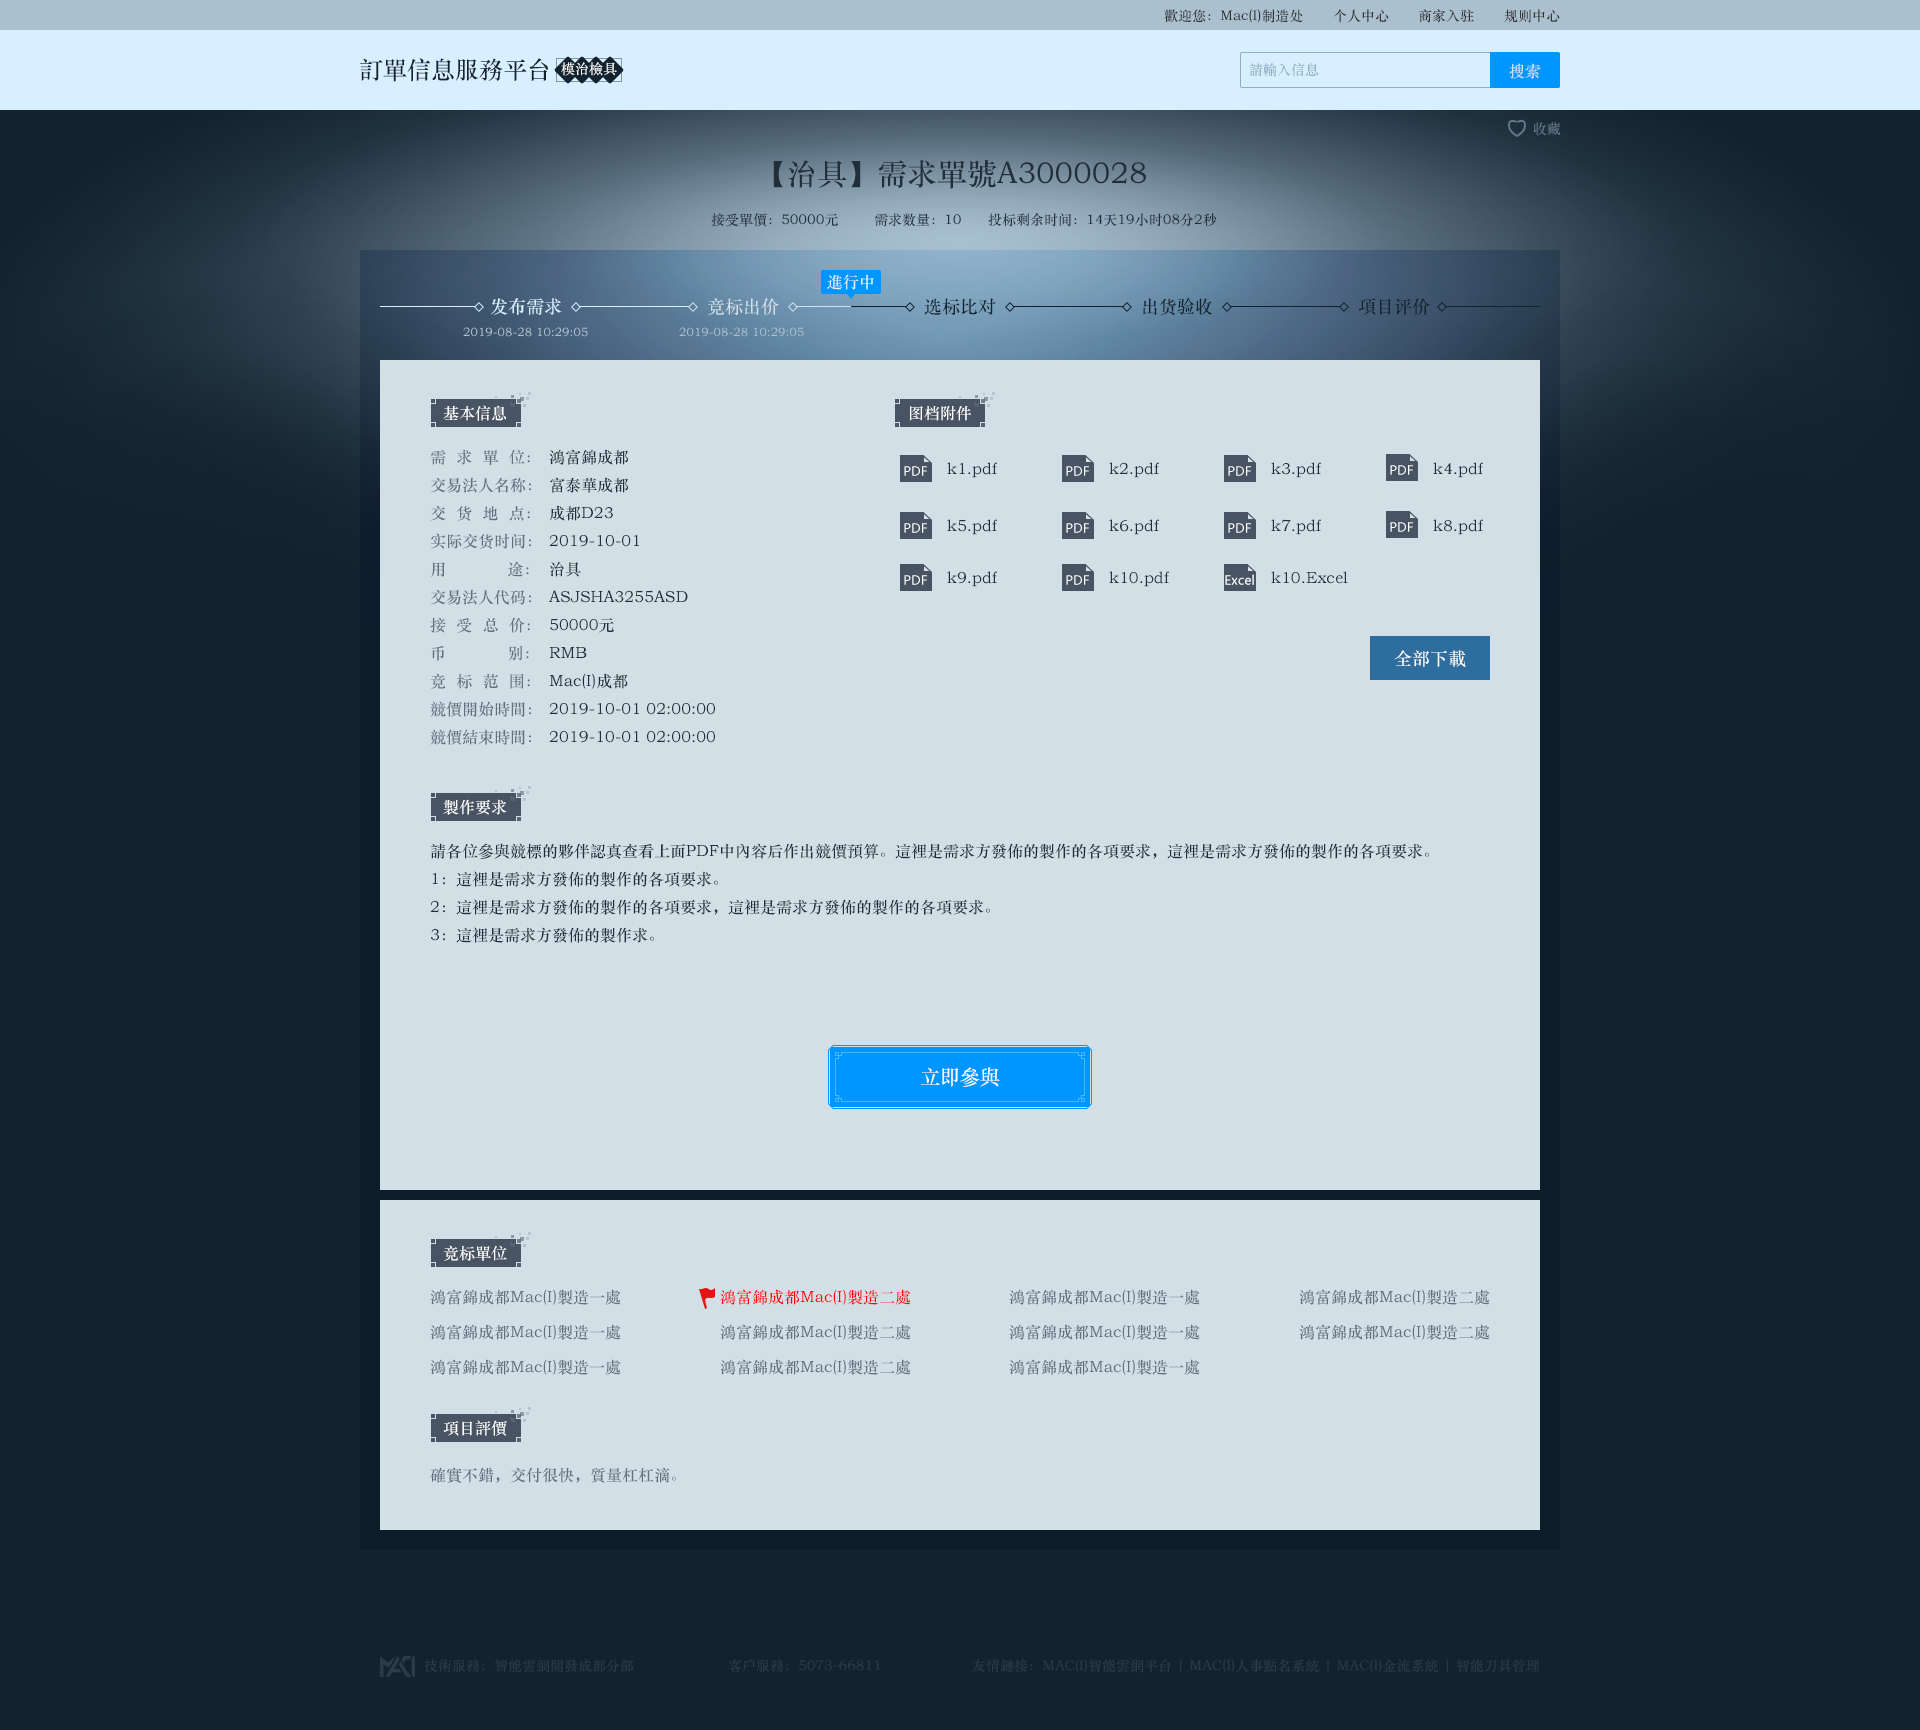 歡迎您：Mac(I)制造处 个人中心 商家入驻 规则中心
訂單信息服務平台 模治檢具
請輸入信息 搜索
收藏
【治具】需求單號A3000028
接受單價：50000元 需求数量：10 投标剩余时间：14天19小时08分2秒
進行中
发布需求 竞标出价 选标比对 出货验收 項目评价
2019-08-28 10:29:05 2019-08-28 10:29:05
基本信息
需求單位：鴻富錦成都
交易法人名称：富泰華成都
交货地点：成都D23
实际交货时间：2019-10-01
用途：治具
交易法人代码：ASJSHA3255ASD
接受总价：50000元
币别：RMB
竞标范围：Mac(I)成都
競價開始時間：2019-10-01 02:00:00
競價結束時間：2019-10-01 02:00:00
图档附件
PDF k1.pdf PDF k2.pdf PDF k3.pdf PDF k4.pdf
PDF k5.pdf PDF k6.pdf PDF k7.pdf PDF k8.pdf
PDF k9.pdf PDF k10.pdf Excel k10.Excel
全部下載
製作要求
請各位參與競標的夥伴認真查看上面PDF中內容后作出競價預算。這裡是需求方發佈的製作的各項要求，這裡是需求方發佈的製作的各項要求。
1：這裡是需求方發佈的製作的各項要求。
2：這裡是需求方發佈的製作的各項要求，這裡是需求方發佈的製作的各項要求。
3：這裡是需求方發佈的製作求。
立即參與
竞标單位
鴻富錦成都Mac(I)製造一處 鴻富錦成都Mac(I)製造二處 鴻富錦成都Mac(I)製造一處 鴻富錦成都Mac(I)製造二處
鴻富錦成都Mac(I)製造一處 鴻富錦成都Mac(I)製造二處 鴻富錦成都Mac(I)製造一處 鴻富錦成都Mac(I)製造二處
鴻富錦成都Mac(I)製造一處 鴻富錦成都Mac(I)製造二處 鴻富錦成都Mac(I)製造一處
項目評價
確實不錯，交付很快，質量杠杠滴。
MACI 技術服務：智能雲網開發成都分部 客戶服務：5073-66811 友情鏈接：MAC(I)智能雲網平台 | MAC(I)人事點名系統 | MAC(I)金流系統 | 智能刀具管理